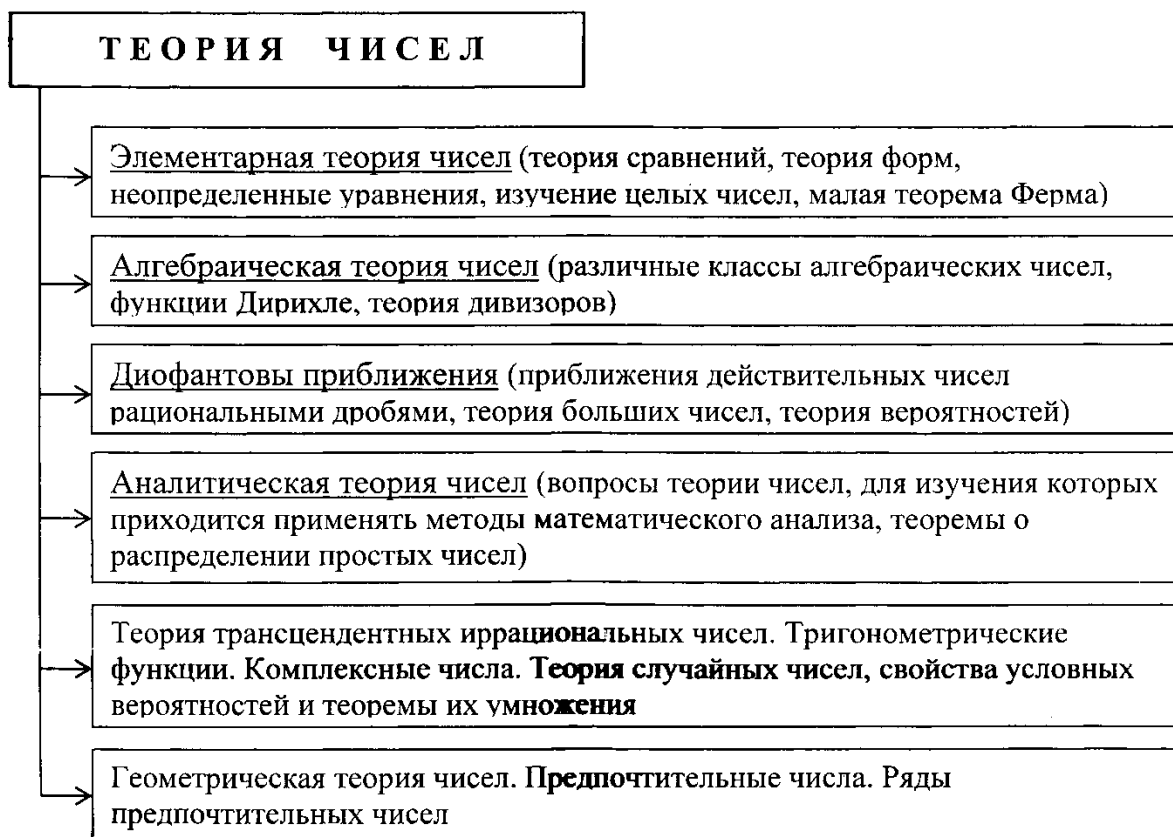 ТЕОРИЯ ЧИСЕЛ
Элементарная теория чисел (теория сравнений, теория форм,
неопределенные уравнения, изучение целых чисел, малая теорема Ферма)
Алгебраическая теория чисел (различные классы алгебраических чисел,
функции Дирихле, теория дивизоров)
Диофантовы приближения (приближения действительных чисел
рациональными дробями, теория больших чисел, теория вероятностей)
Аналитическая теория чисел (вопросы теории чисел, для изучения которых
приходится применять методы математического анализа, теоремы о
распределении простых чисел)
Теория трансцендентных иррациональных чисел. Тригонометрические
функции. Комплексные числа. Теория случайных чисел, свойства условных
вероятностей и теоремы их умножения
Геометрическая теория чисел. Предпочтительные числа. Ряды
предпочтительных чисел